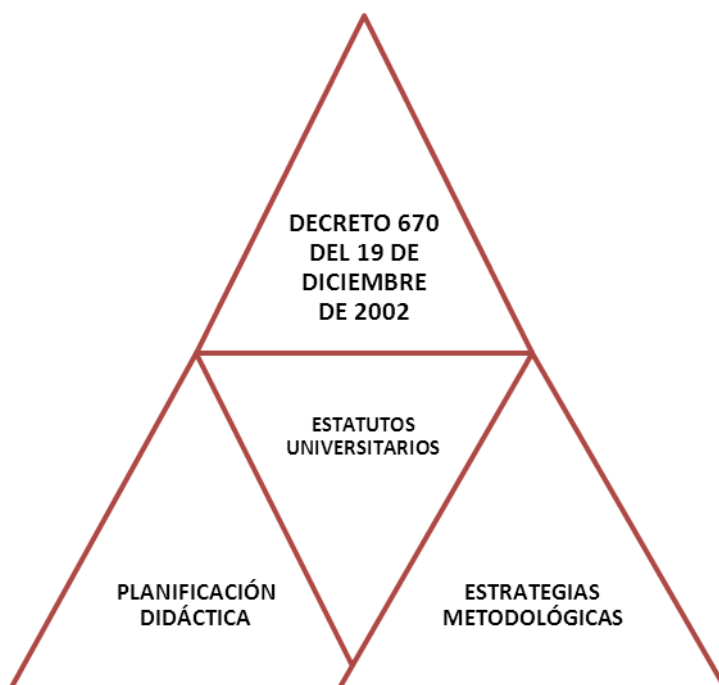 DECRETO 670
DEL 19 DE
DICIEMBRE
DE 2002
ESTATUTOS
UNIVERSITARIOS
PLANIFICACIÓN
DIDÁCTICA
ESTRATEGIAS
METODOLÓGICAS